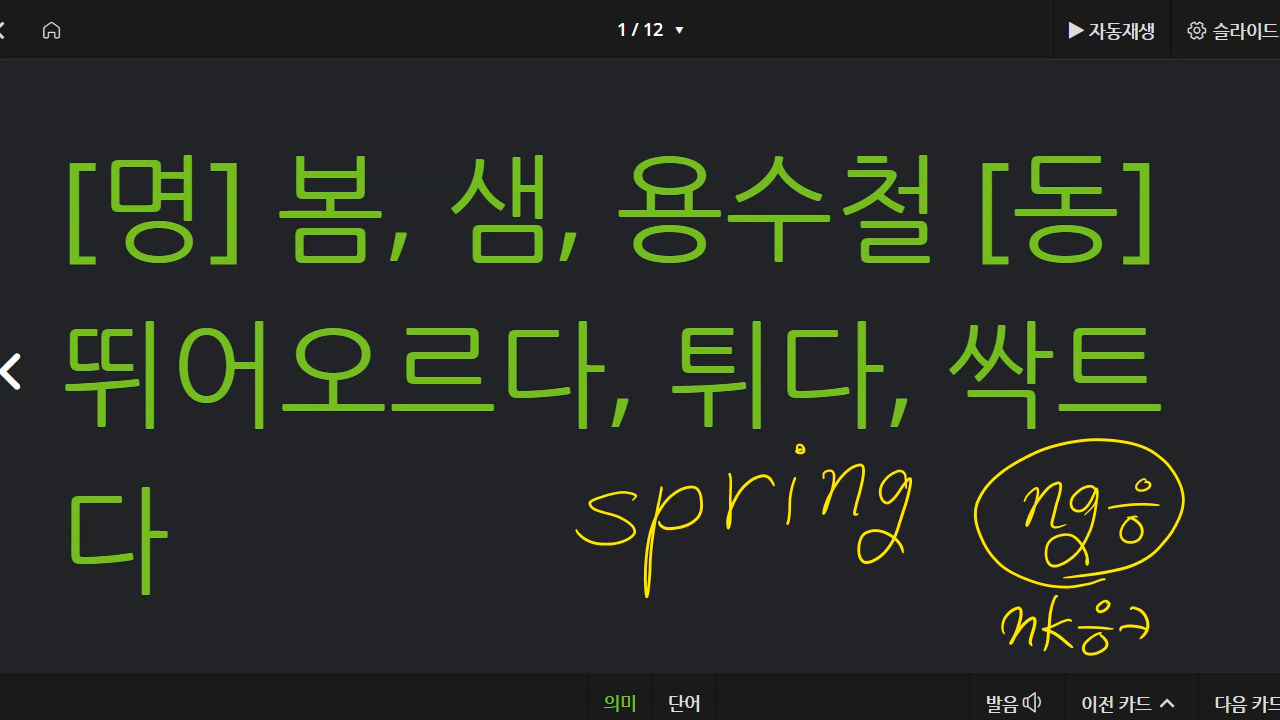 1 / 12 ▼ ▶ 자동재생 슬라이드
[명] 봄, 샘, 용수철 [동]
뛰어오르다, 튀다, 싹트
다
spring ng응
nk응ㅋ
의미 단어 발음 이전 카드 다음 카드